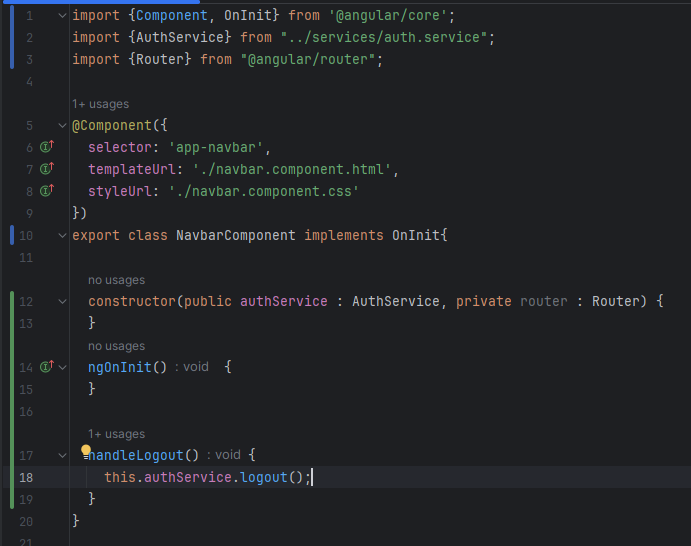 1 import {Component, OnInit} from '@angular/core';
2 import {AuthService} from "../services/auth.service";
3 import {Router} from "@angular/router";
4
1+ usages
5 @Component({
6 selector: 'app-navbar',
7 templateUrl: './navbar.component.html',
8 styleUrl: './navbar.component.css'
9 })
10 export class NavbarComponent implements OnInit{
11
no usages
12 constructor(public authService : AuthService, private router : Router) {
13 }
no usages
14 ngOnInit() : void {
15 }
16
1+ usages
17 handleLogout() : void {
18 this.authService.logout();
19 }
20 }
21